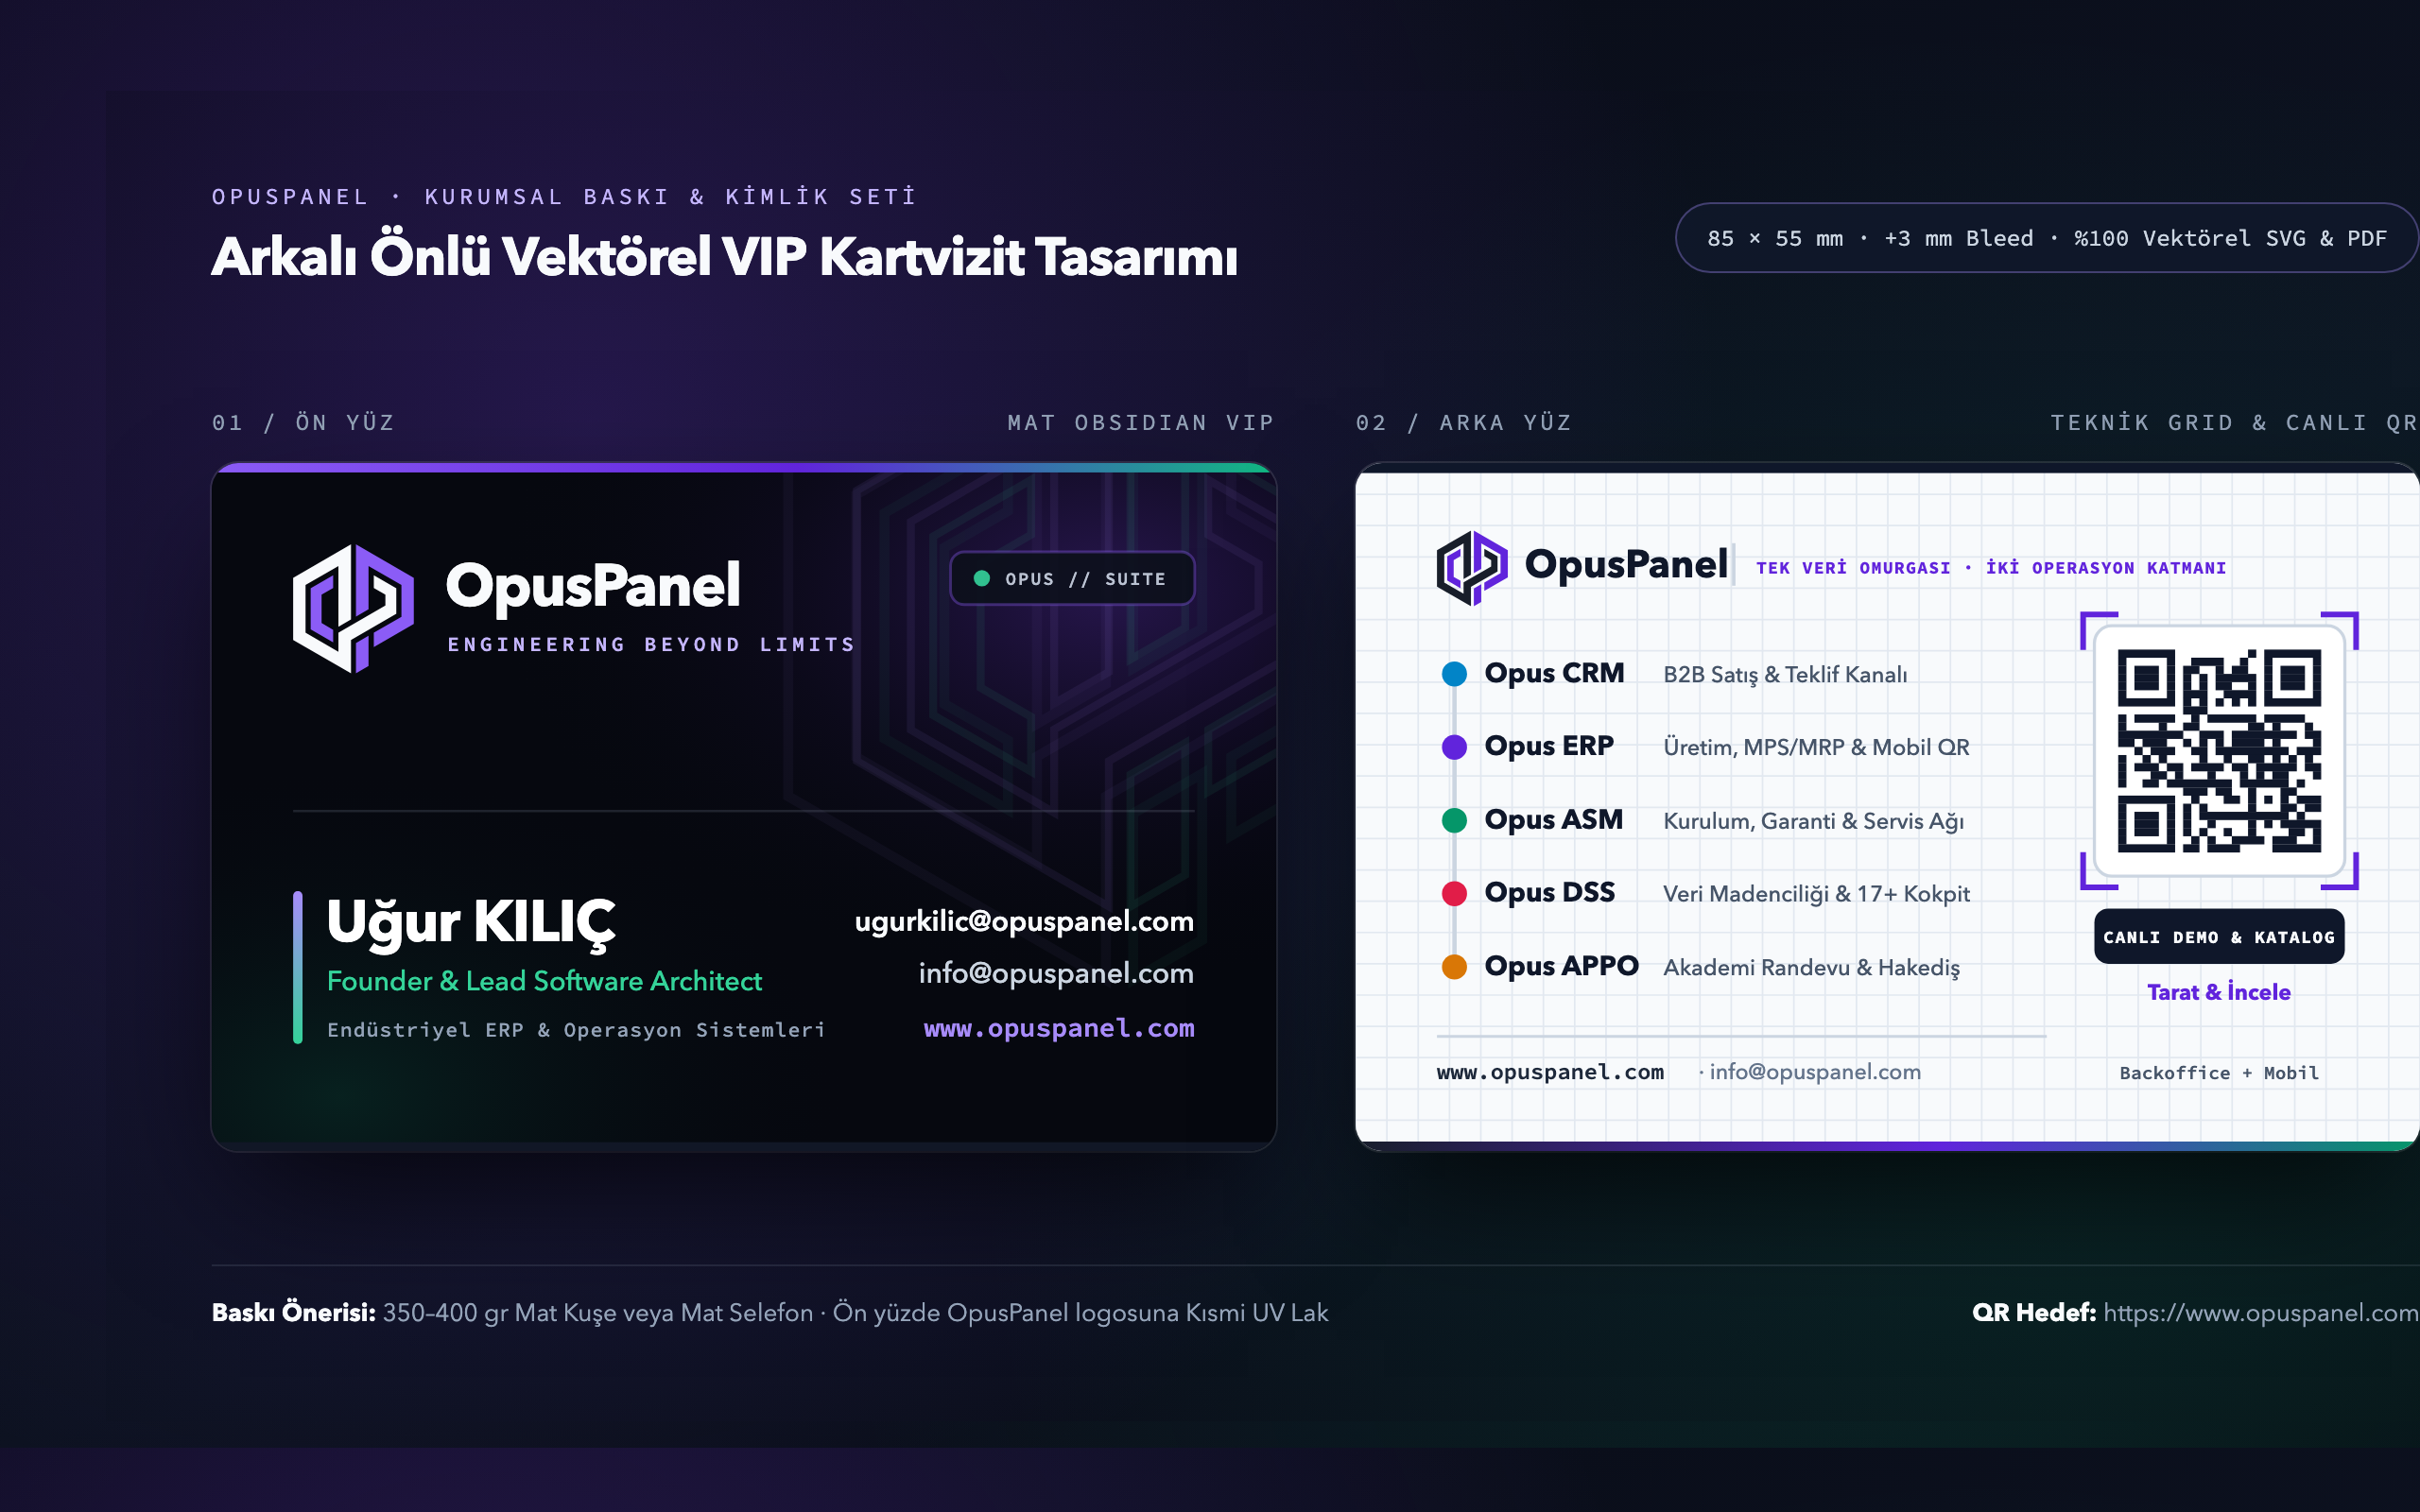 OPUSPANEL · KURUMSAL BASKI & KİMLİK SETİ
Arkalı Önlü Vektörel VIP Kartvizit Tasarımı
85 × 55 mm · +3 mm Bleed · %100 Vektörel SVG & PDF
01 / ÖN YÜZ
MAT OBSIDIAN VIP
OpusPanel
ENGINEERING BEYOND LIMITS
OPUS // SUITE
Uğur KILIÇ
Founder & Lead Software Architect
Endüstriyel ERP & Operasyon Sistemleri
ugurkilic@opuspanel.com
info@opuspanel.com
www.opuspanel.com
02 / ARKA YÜZ
TEKNİK GRID & CANLI QR
OpusPanel
TEK VERİ OMURGASI · İKİ OPERASYON KATMANI
Opus CRM B2B Satış & Teklif Kanalı
Opus ERP Üretim, MPS/MRP & Mobil QR
Opus ASM Kurulum, Garanti & Servis Ağı
Opus DSS Veri Madenciliği & 17+ Kokpit
Opus APPO Akademi Randevu & Hakediş
CANLI DEMO & KATALOG
Tarat & İncele
www.opuspanel.com · info@opuspanel.com
Backoffice + Mobil
Baskı Önerisi: 350-400 gr Mat Kuşe veya Mat Selefon · Ön yüzde OpusPanel logosuna Kısmi UV Lak
QR Hedef: https://www.opuspanel.com